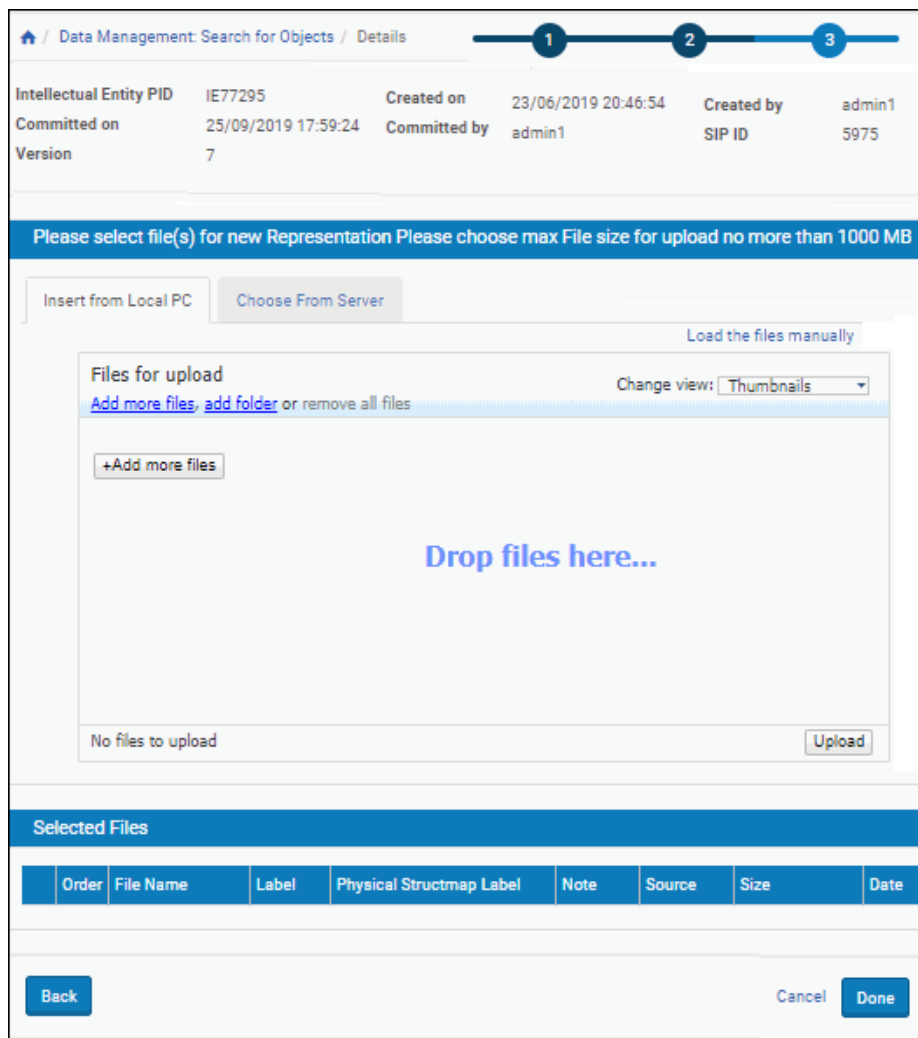 / Data Management: Search for Objects / Details 1 2 3
Intellectual Entity PID IE77295 Created on 23/06/2019 20:46:54 Created by admin1
Committed on 25/09/2019 17:59:24 Committed by admin1 SIP ID 5975
Version 7
Please select file(s) for new Representation Please choose max File size for upload no more than 1000 MB
Insert from Local PC Choose From Server
Load the files manually
Files for upload
Change view: Thumbnails
Add more files, add folder or remove all files
+Add more files
Drop files here...
No files to upload Upload
Selected Files
Order File Name Label Physical Structmap Label Note Source Size Date
Back Cancel Done